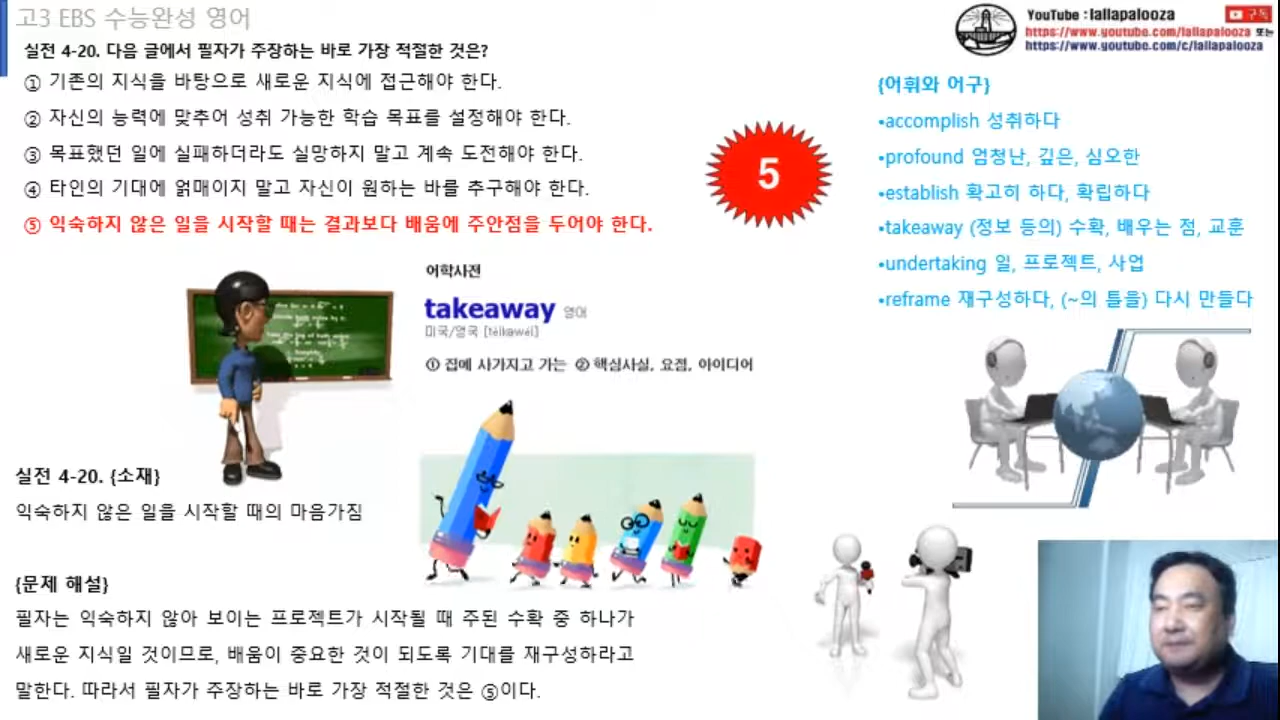 고3 EBS 수능완성 영어
실전 4-20. 다음 글에서 필자가 주장하는 바로 가장 적절한 것은?
① 기존의 지식을 바탕으로 새로운 지식에 접근해야 한다.
② 자신의 능력에 맞추어 성취 가능한 학습 목표를 설정해야 한다.
③ 목표했던 일에 실패하더라도 실망하지 말고 계속 도전해야 한다.
④ 타인의 기대에 얽매이지 말고 자신이 원하는 바를 추구해야 한다.
⑤ 익숙하지 않은 일을 시작할 때는 결과보다 배움에 주안점을 두어야 한다.
5
YouTube : lallapalooza
구독
https://www.youtube.com/lallapalooza 또는
https://www.youtube.com/c/lallapalooza
{어휘와 어구}
•accomplish 성취하다
•profound 엄청난, 깊은, 심오한
•establish 확고히 하다, 확립하다
•takeaway (정보 등의) 수확, 배우는 점, 교훈
•undertaking 일, 프로젝트, 사업
•reframe 재구성하다, (~의 틀을) 다시 만들다
어학사전
takeaway 영어
미국/영국 [téikəwèi]
① 집에 사가지고 가는 ② 핵심사실, 요점, 아이디어
실전 4-20. {소재}
익숙하지 않은 일을 시작할 때의 마음가짐
{문제 해설}
필자는 익숙하지 않아 보이는 프로젝트가 시작될 때 주된 수확 중 하나가
새로운 지식일 것이므로, 배움이 중요한 것이 되도록 기대를 재구성하라고
말한다. 따라서 필자가 주장하는 바로 가장 적절한 것은 ⑤이다.